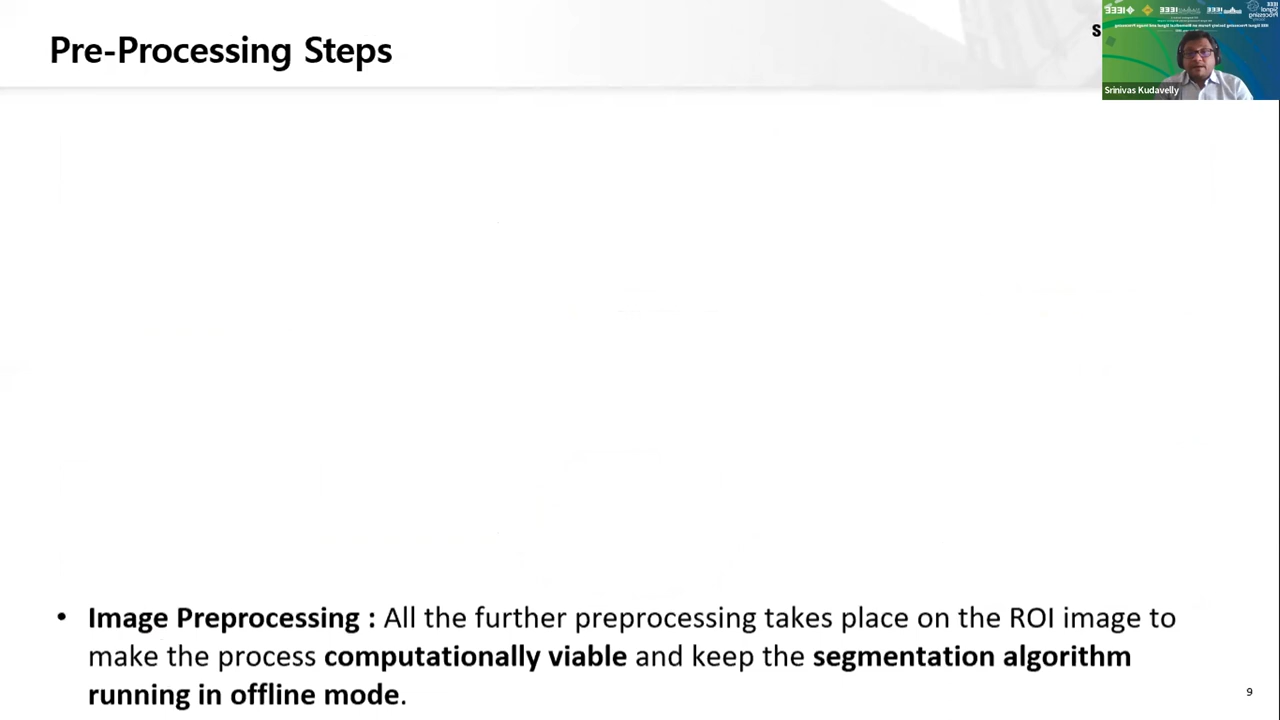 Pre-Processing Steps
S
Srinivas Kudavelly
• Image Preprocessing : All the further preprocessing takes place on the ROI image to
make the process computationally viable and keep the segmentation algorithm
running in offline mode.
9